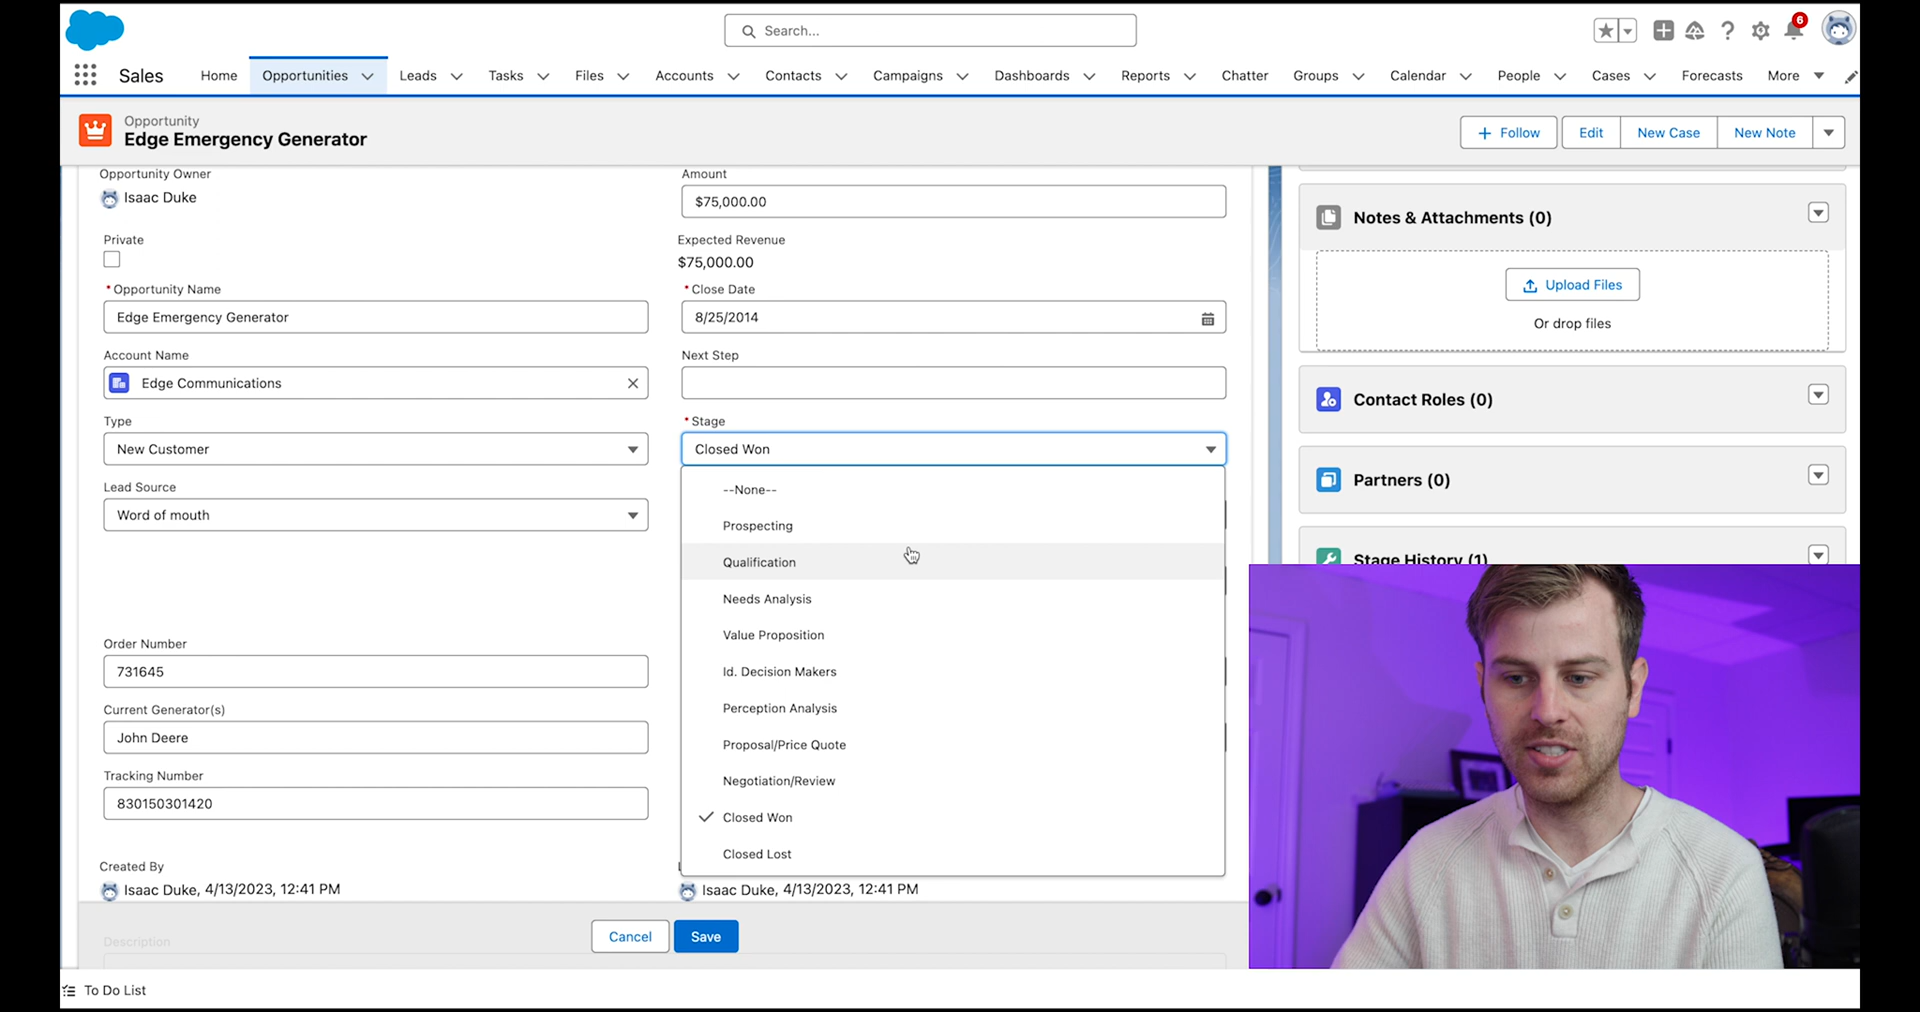 Search...
6
Sales
Home
Opportunities
Leads
Tasks
Files
Accounts
Contacts
Campaigns
Dashboards
Reports
Chatter
Groups
Calendar
People
Cases
Forecasts
More
Opportunity
Edge Emergency Generator
Follow
Edit
New Case
New Note
Opportunity Owner
Isaac Duke
Private
* Opportunity Name
Edge Emergency Generator
Account Name
Edge Communications
Type
New Customer
Lead Source
Word of mouth
Order Number
731645
Current Generator(s)
John Deere
Tracking Number
830150301420
Created By
Isaac Duke, 4/13/2023, 12:41 PM
Description
Amount
$75,000.00
Expected Revenue
$75,000.00
* Close Date
8/25/2014
Next Step
* Stage
Closed Won
--None--
Prospecting
Qualification
Needs Analysis
Value Proposition
Id. Decision Makers
Perception Analysis
Proposal/Price Quote
Negotiation/Review
Closed Won
Closed Lost
Isaac Duke, 4/13/2023, 12:41 PM
Cancel
Save
Notes & Attachments (0)
Upload Files
Or drop files
Contact Roles (0)
Partners (0)
Stage History (1)
To Do List